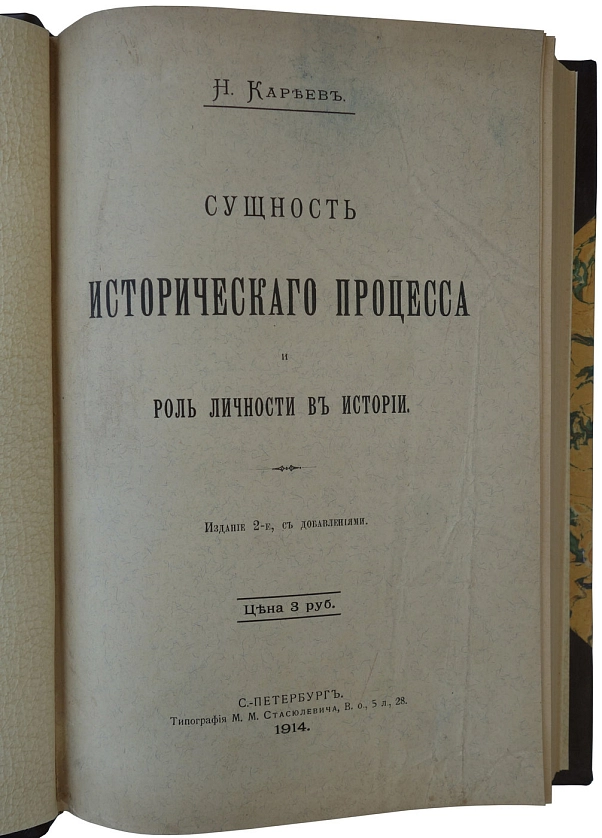 Н. Карѣевъ.
СУЩНОСТЬ
ИСТОРИЧЕСКАГО ПРОЦЕССА
И
РОЛЬ ЛИЧНОСТИ ВЪ ИСТОРІИ.
Изданіе 2-е, съ добавленіями.
Цѣна 3 руб.
С.-ПЕТЕРБУРГЪ.
Типографія М. М. Стасюлевича, В. о., 5 л., 28.
1914.